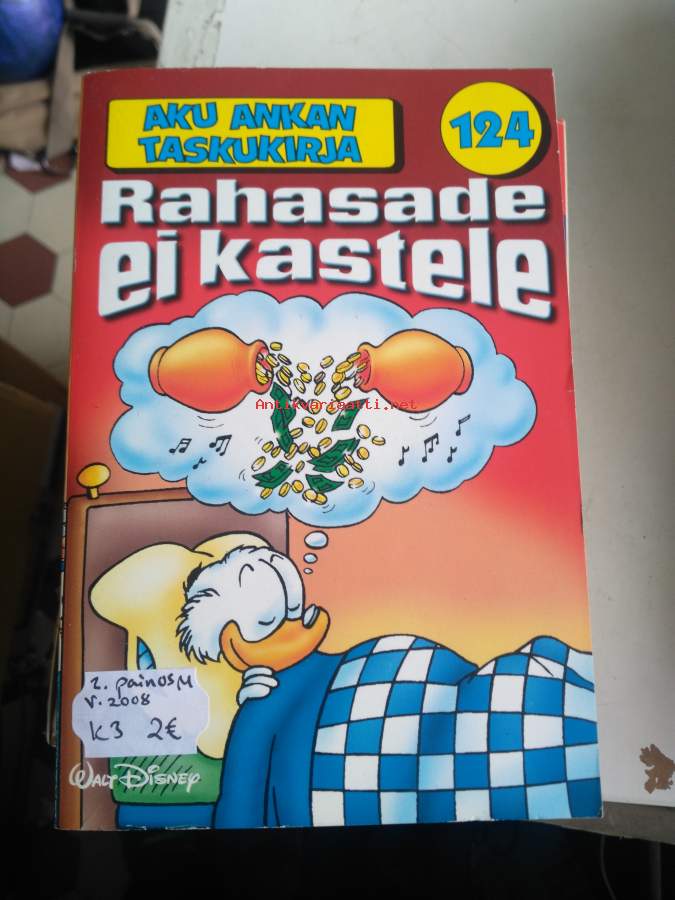 AKU ANKAN
TASKUKIRJA
124
Rahasade
ei kastele
Antikvariaatti.net
2. painos M
V. 2008
K3 2€
WALT DISNEY